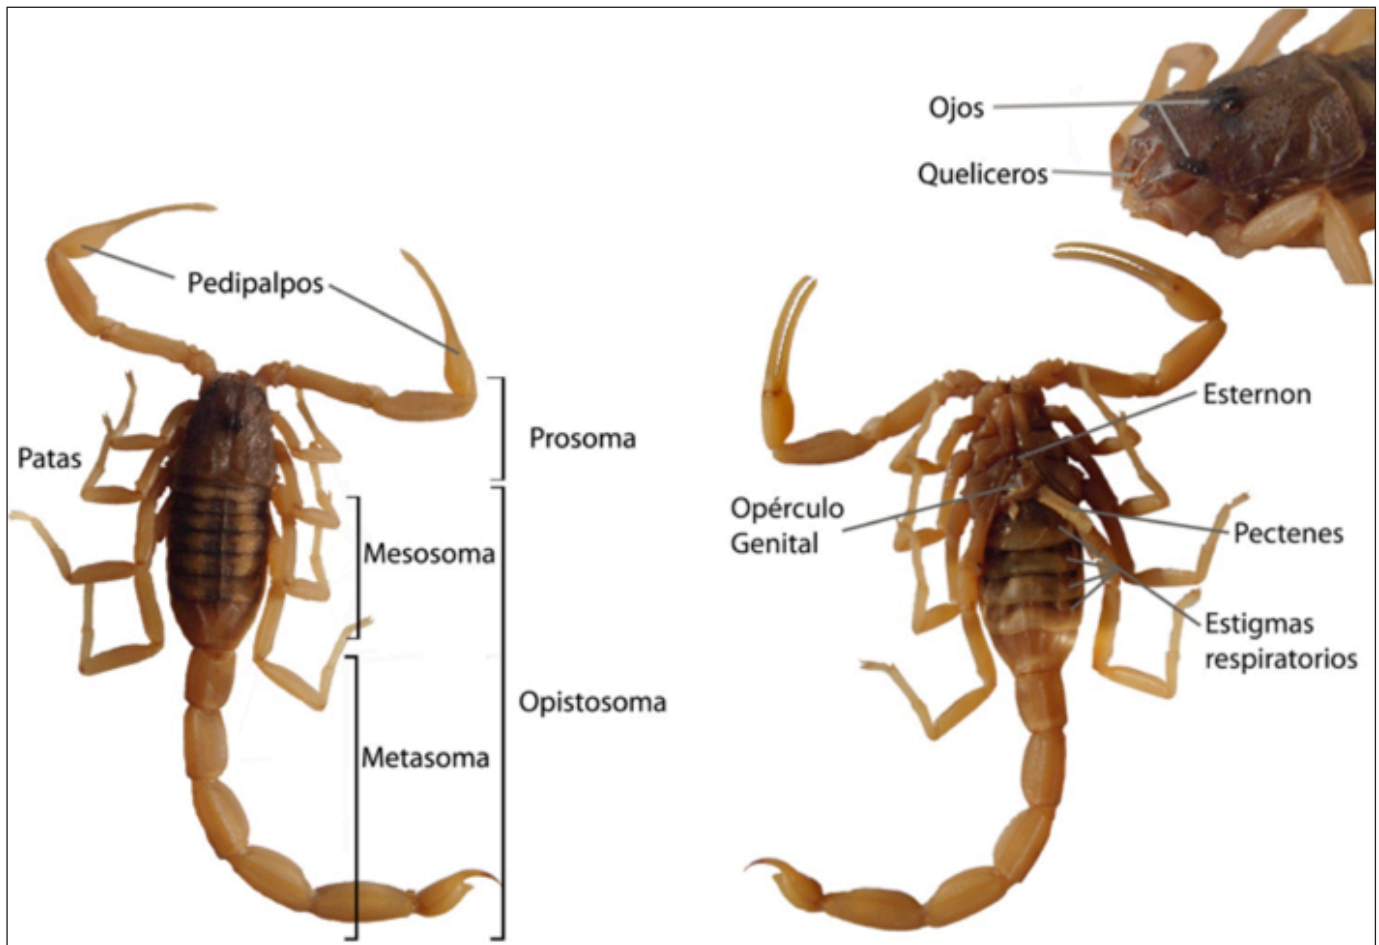 Ojos
Queliceros
Pedipalpos
Patas
Prosoma
Mesosoma
Opistosoma
Metasoma
Esternon
Opérculo
Genital
Pectenes
Estigmas
respiratorios